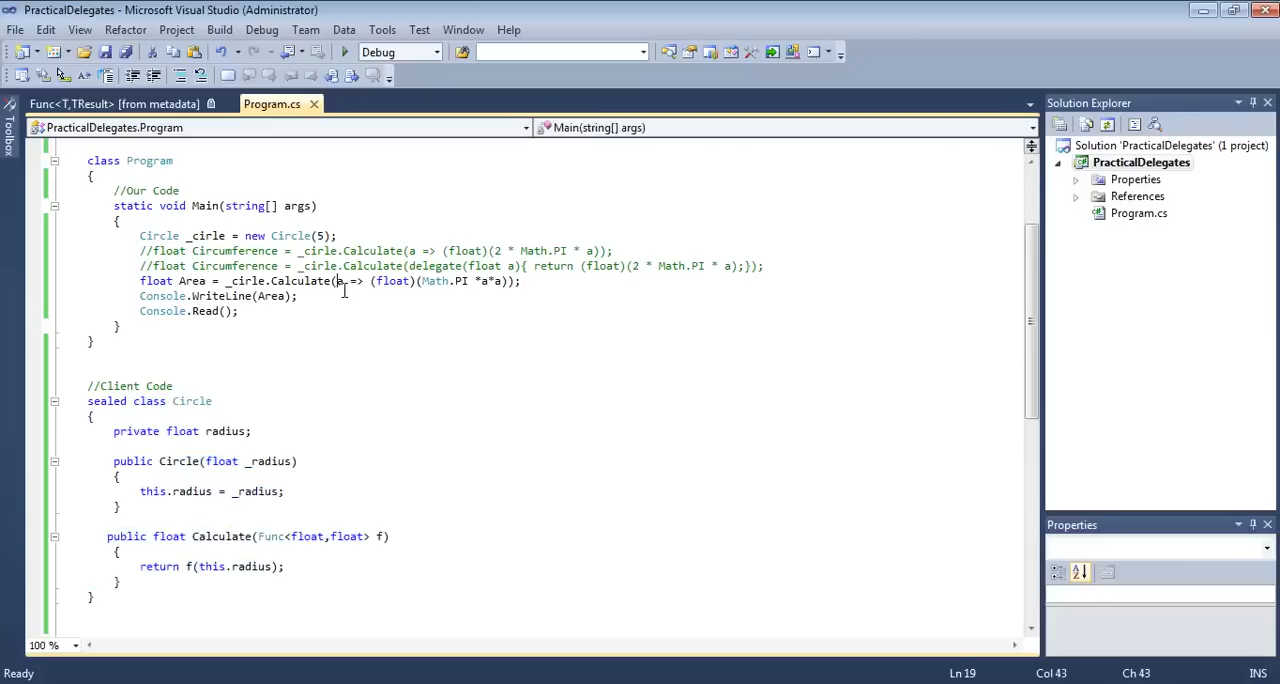 PracticalDelegates - Microsoft Visual Studio (Administrator)
File Edit View Refactor Project Build Debug Team Data Tools Test Window Help
Debug
Func<T,TResult> [from metadata] Program.cs
PracticalDelegates.Program Main(string[] args)
Toolbox
class Program
{
//Our Code
static void Main(string[] args)
{
Circle _cirle = new Circle(5);
//float Circumference = _cirle.Calculate(a => (float)(2 * Math.PI * a));
//float Circumference = _cirle.Calculate(delegate(float a){ return (float)(2 * Math.PI * a);});
float Area = _cirle.Calculate(a => (float)(Math.PI *a*a));
Console.WriteLine(Area);
Console.Read();
}
}
//Client Code
sealed class Circle
{
private float radius;
public Circle(float _radius)
{
this.radius = _radius;
}
public float Calculate(Func<float,float> f)
{
return f(this.radius);
}
}
100 %
Solution Explorer
Solution 'PracticalDelegates' (1 project)
PracticalDelegates
Properties
References
Program.cs
Properties
Ready Ln 19 Col 43 Ch 43 INS